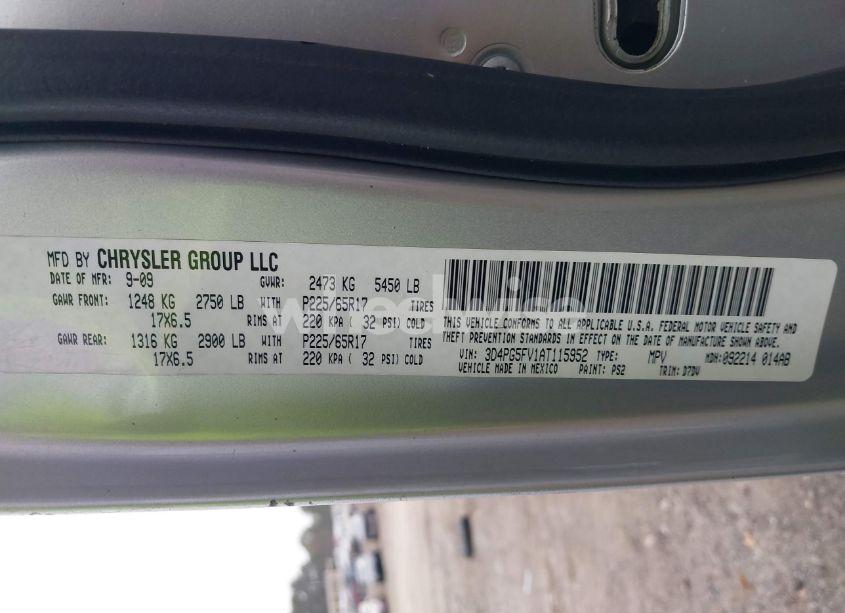 MFD BY CHRYSLER GROUP LLC
DATE OF MFR: 9-09 GVWR: 2473 KG 5450 LB
GAWR FRONT: 1248 KG 2750 LB WITH P225/65R17 TIRES
17X6.5 RIMS AT 220 KPA ( 32 PSI) COLD
GAWR REAR: 1316 KG 2900 LB WITH P225/65R17 TIRES
17X6.5 RIMS AT 220 KPA ( 32 PSI) COLD
THIS VEHICLE CONFORMS TO ALL APPLICABLE U.S.A. FEDERAL MOTOR VEHICLE SAFETY AND
THEFT PREVENTION STANDARDS IN EFFECT ON THE DATE OF MANUFACTURE SHOWN ABOVE.
VIN: 3D4PG5FV1AT115952 TYPE: MPV MDH: 092214 014AB
VEHICLE MADE IN MEXICO PAINT: PS2 TRIM: D7DV